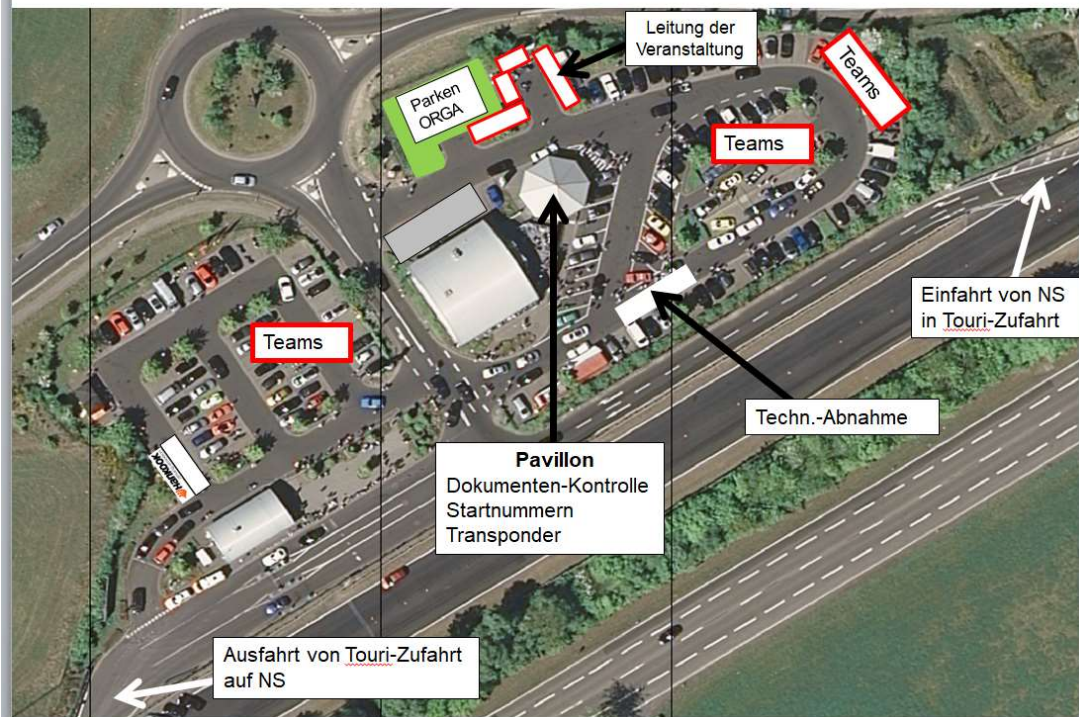 Leitung der
Veranstaltung
Parken
ORGA
Teams
Teams
Einfahrt von NS
in Touri-Zufahrt
Teams
Techn.-Abnahme
HANKOOK
Pavillon
Dokumenten-Kontrolle
Startnummern
Transponder
Ausfahrt von Touri-Zufahrt
auf NS